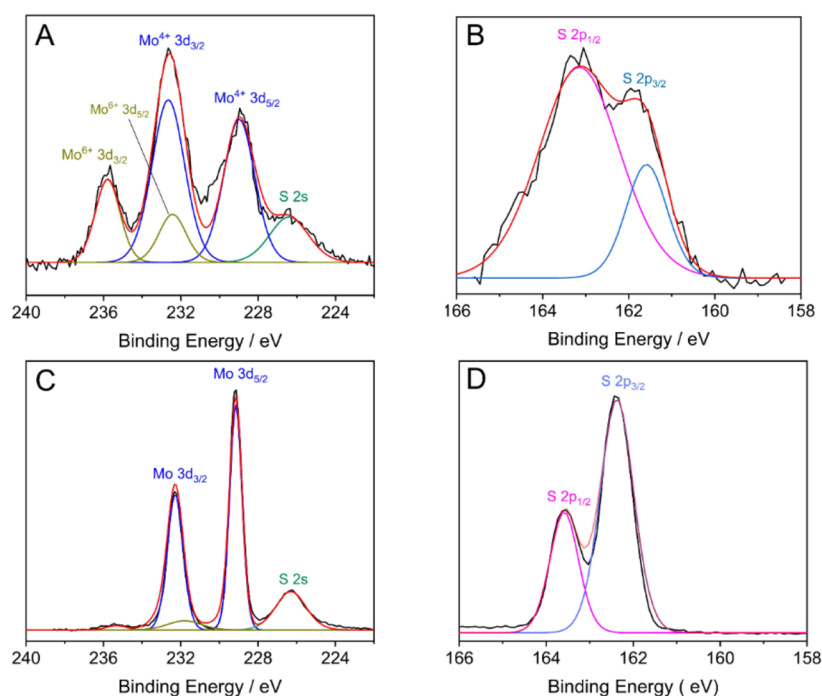 A
Mo⁴⁺ 3d₃/₂
Mo⁶⁺ 3d₅/₂
Mo⁴⁺ 3d₅/₂
Mo⁶⁺ 3d₃/₂
S 2s
240 236 232 228 224
Binding Energy / eV
B
S 2p₁/₂
S 2p₃/₂
166 164 162 160 158
Binding Energy / eV
C
Mo 3d₅/₂
Mo 3d₃/₂
S 2s
240 236 232 228 224
Binding Energy / eV
D
S 2p₃/₂
S 2p₁/₂
166 164 162 160 158
Binding Energy ( eV)